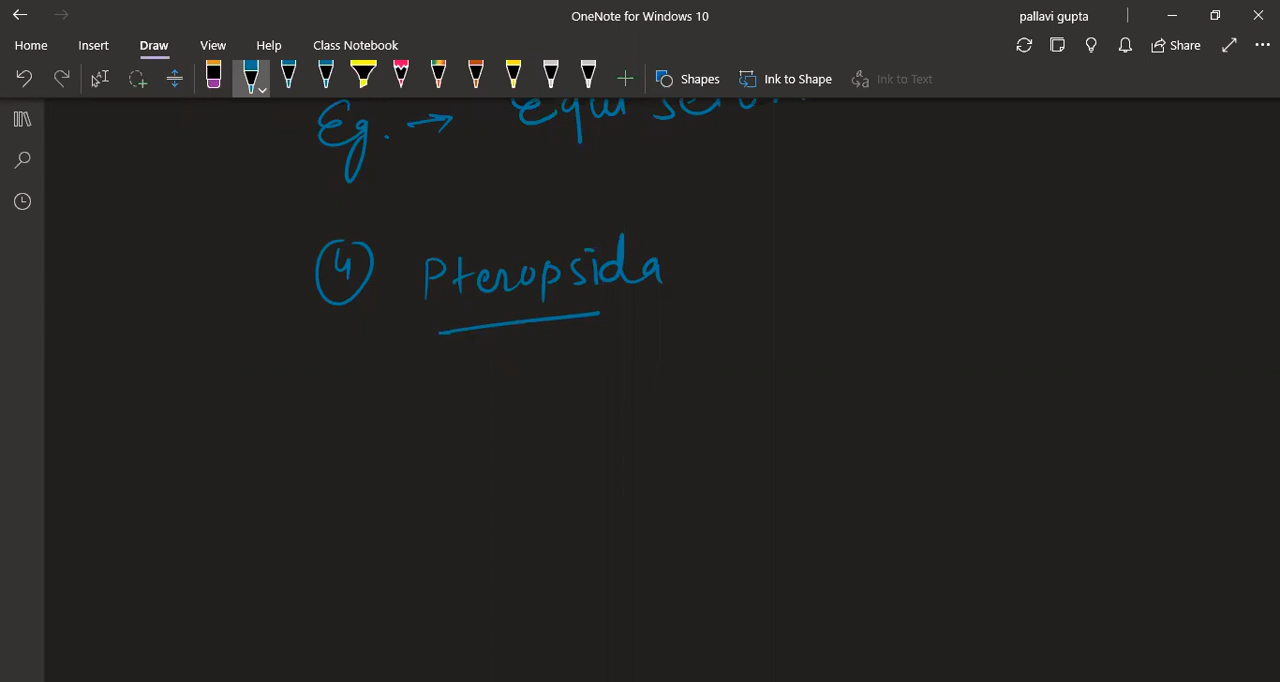 OneNote for Windows 10
pallavi gupta
Home Insert Draw View Help Class Notebook
Share
Shapes Ink to Shape Ink to Text
Eg. →
4 Pteropsida